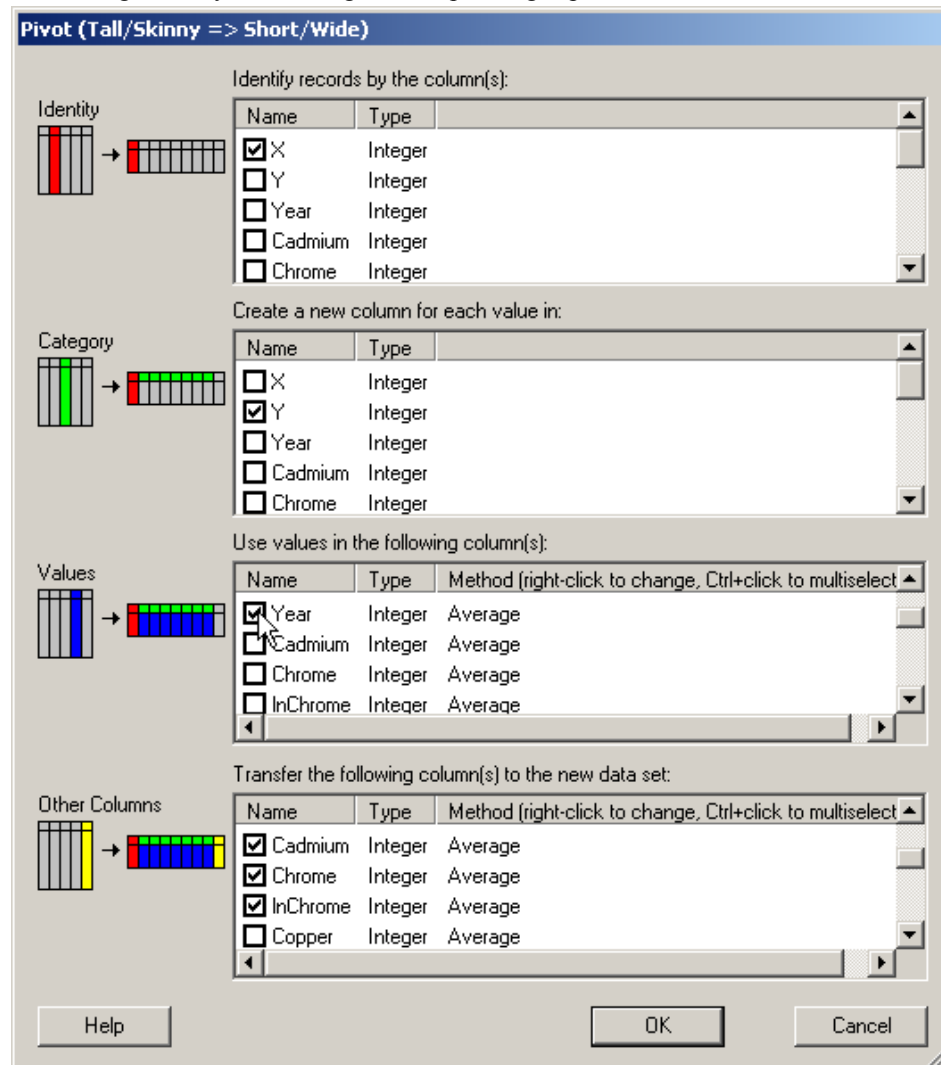 Pivot (Tall/Skinny => Short/Wide)
Identify records by the column(s):
Identity
Name Type
X Integer
Y Integer
Year Integer
Cadmium Integer
Chrome Integer
Create a new column for each value in:
Category
Name Type
X Integer
Y Integer
Year Integer
Cadmium Integer
Chrome Integer
Use values in the following column(s):
Values
Name Type Method (right-click to change, Ctrl+click to multiselect
Year Integer Average
Cadmium Integer Average
Chrome Integer Average
InChrome Integer Average
Transfer the following column(s) to the new data set:
Other Columns
Name Type Method (right-click to change, Ctrl+click to multiselect
Cadmium Integer Average
Chrome Integer Average
InChrome Integer Average
Copper Integer Average
Help OK Cancel